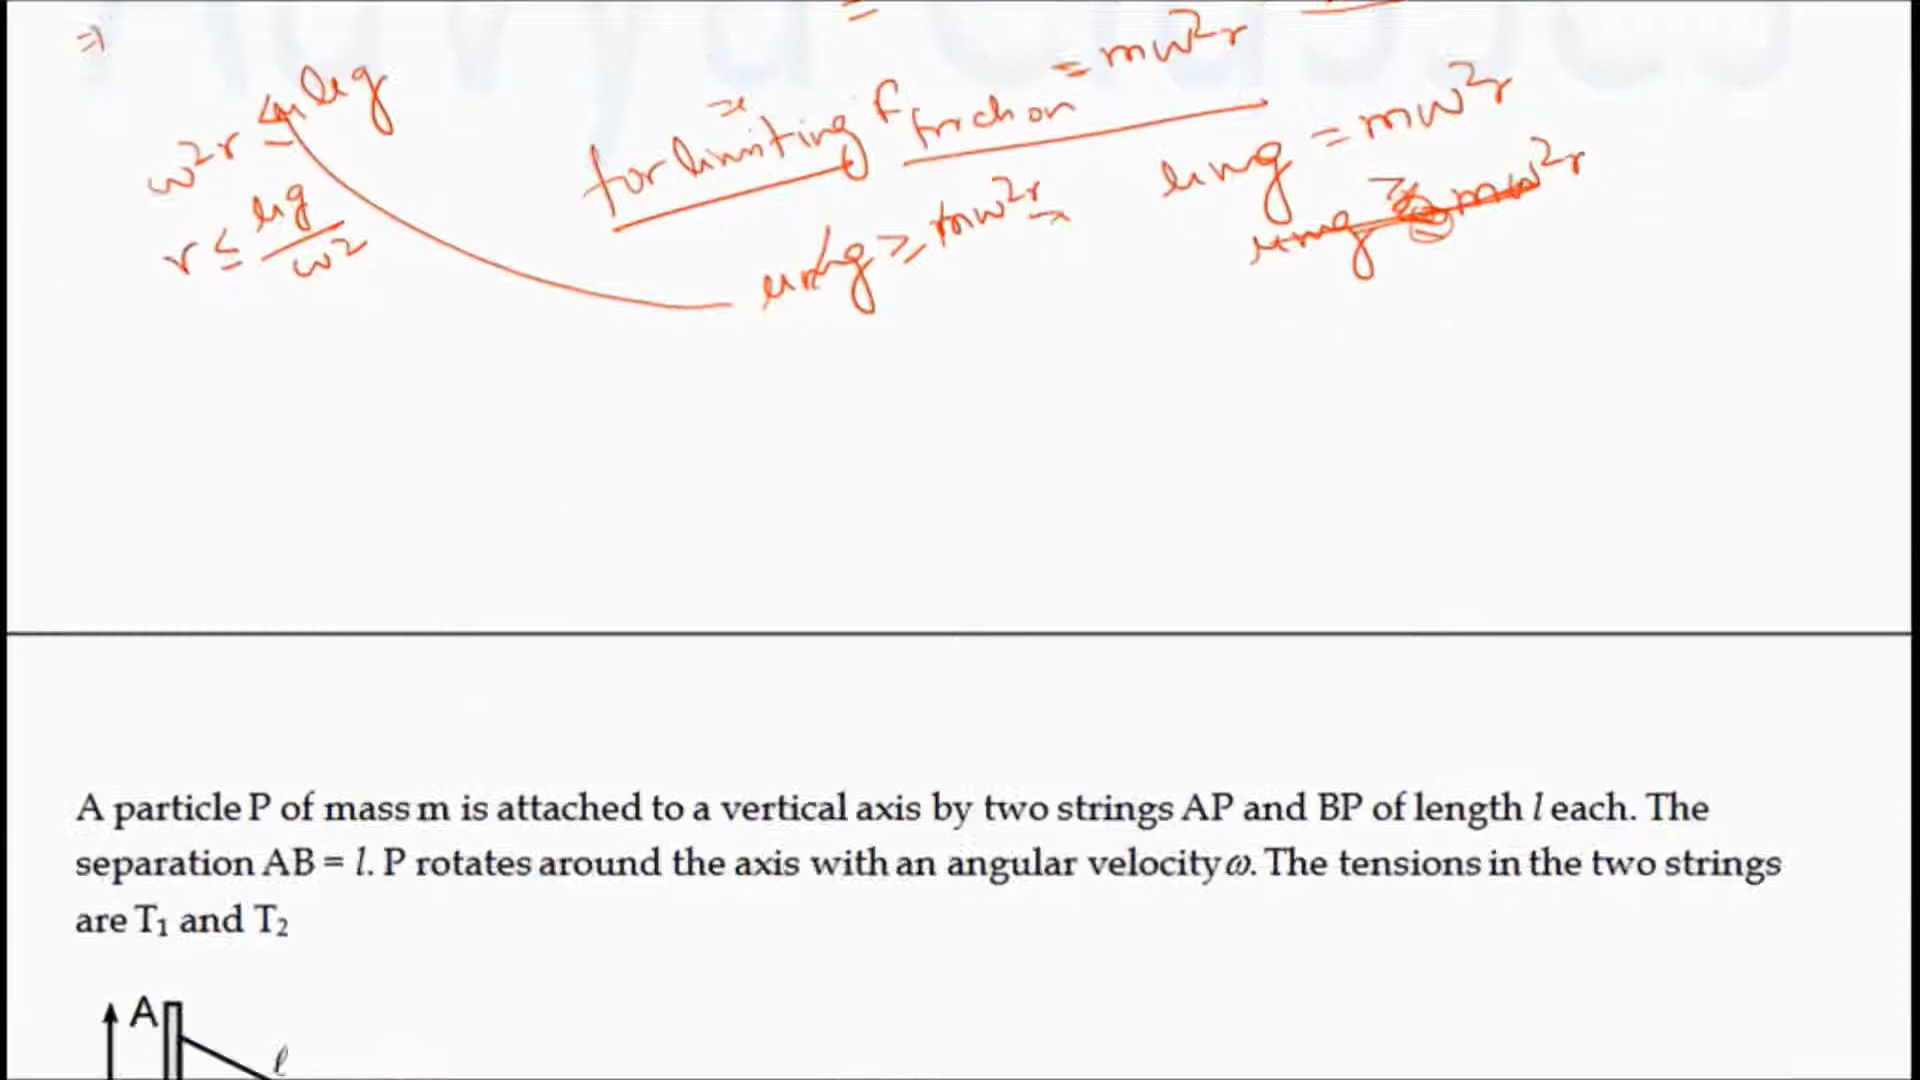 ⇒
= mω²r
ω²r ≤ μg
for limiting f friction
μmg = mω²r
r ≤ μg/ω²
μmg ≥ mω²r
μmg ≥ mω²r
A particle P of mass m is attached to a vertical axis by two strings AP and BP of length l each. The
separation AB = l. P rotates around the axis with an angular velocity ω. The tensions in the two strings
are T₁ and T₂
A
ℓ